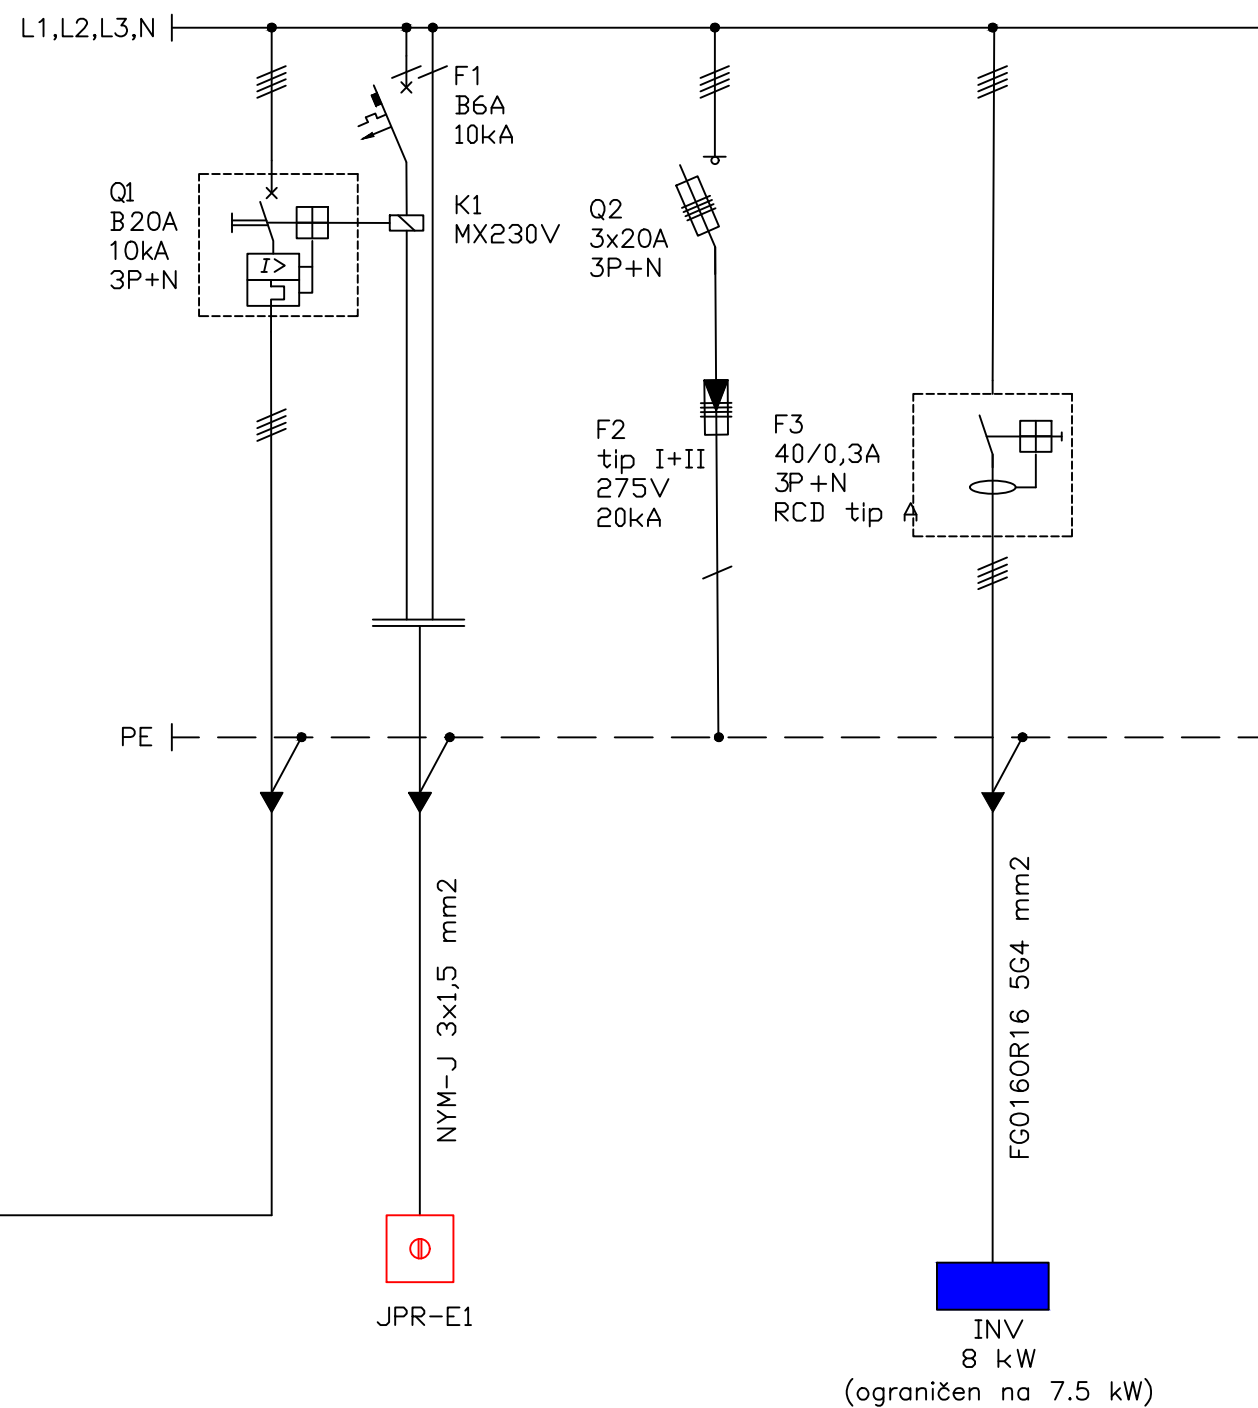 L1,L2,L3,N
F1
B6A
10kA
Q1
B20A
10kA
3P+N
I>
K1
MX230V
Q2
3x20A
3P+N
F2
tip I+II
275V
20kA
F3
40/0,3A
3P+N
RCD tip A
PE
NYM-J 3x1,5 mm2
FG016OR16 5G4 mm2
JPR-E1
INV
8 kW
(ograničen na 7.5 kW)